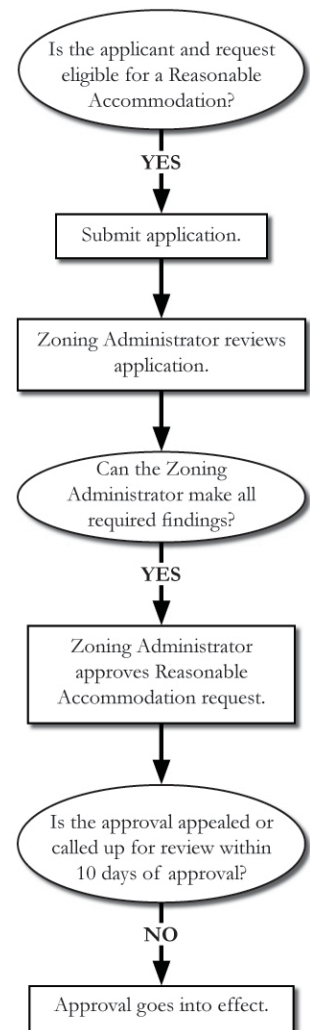 Is the applicant and request
eligible for a Reasonable
Accommodation?
YES
Submit application.
Zoning Administrator reviews
application.
Can the Zoning
Administrator make all
required findings?
YES
Zoning Administrator
approves Reasonable
Accommodation request.
Is the approval appealed or
called up for review within
10 days of approval?
NO
Approval goes into effect.